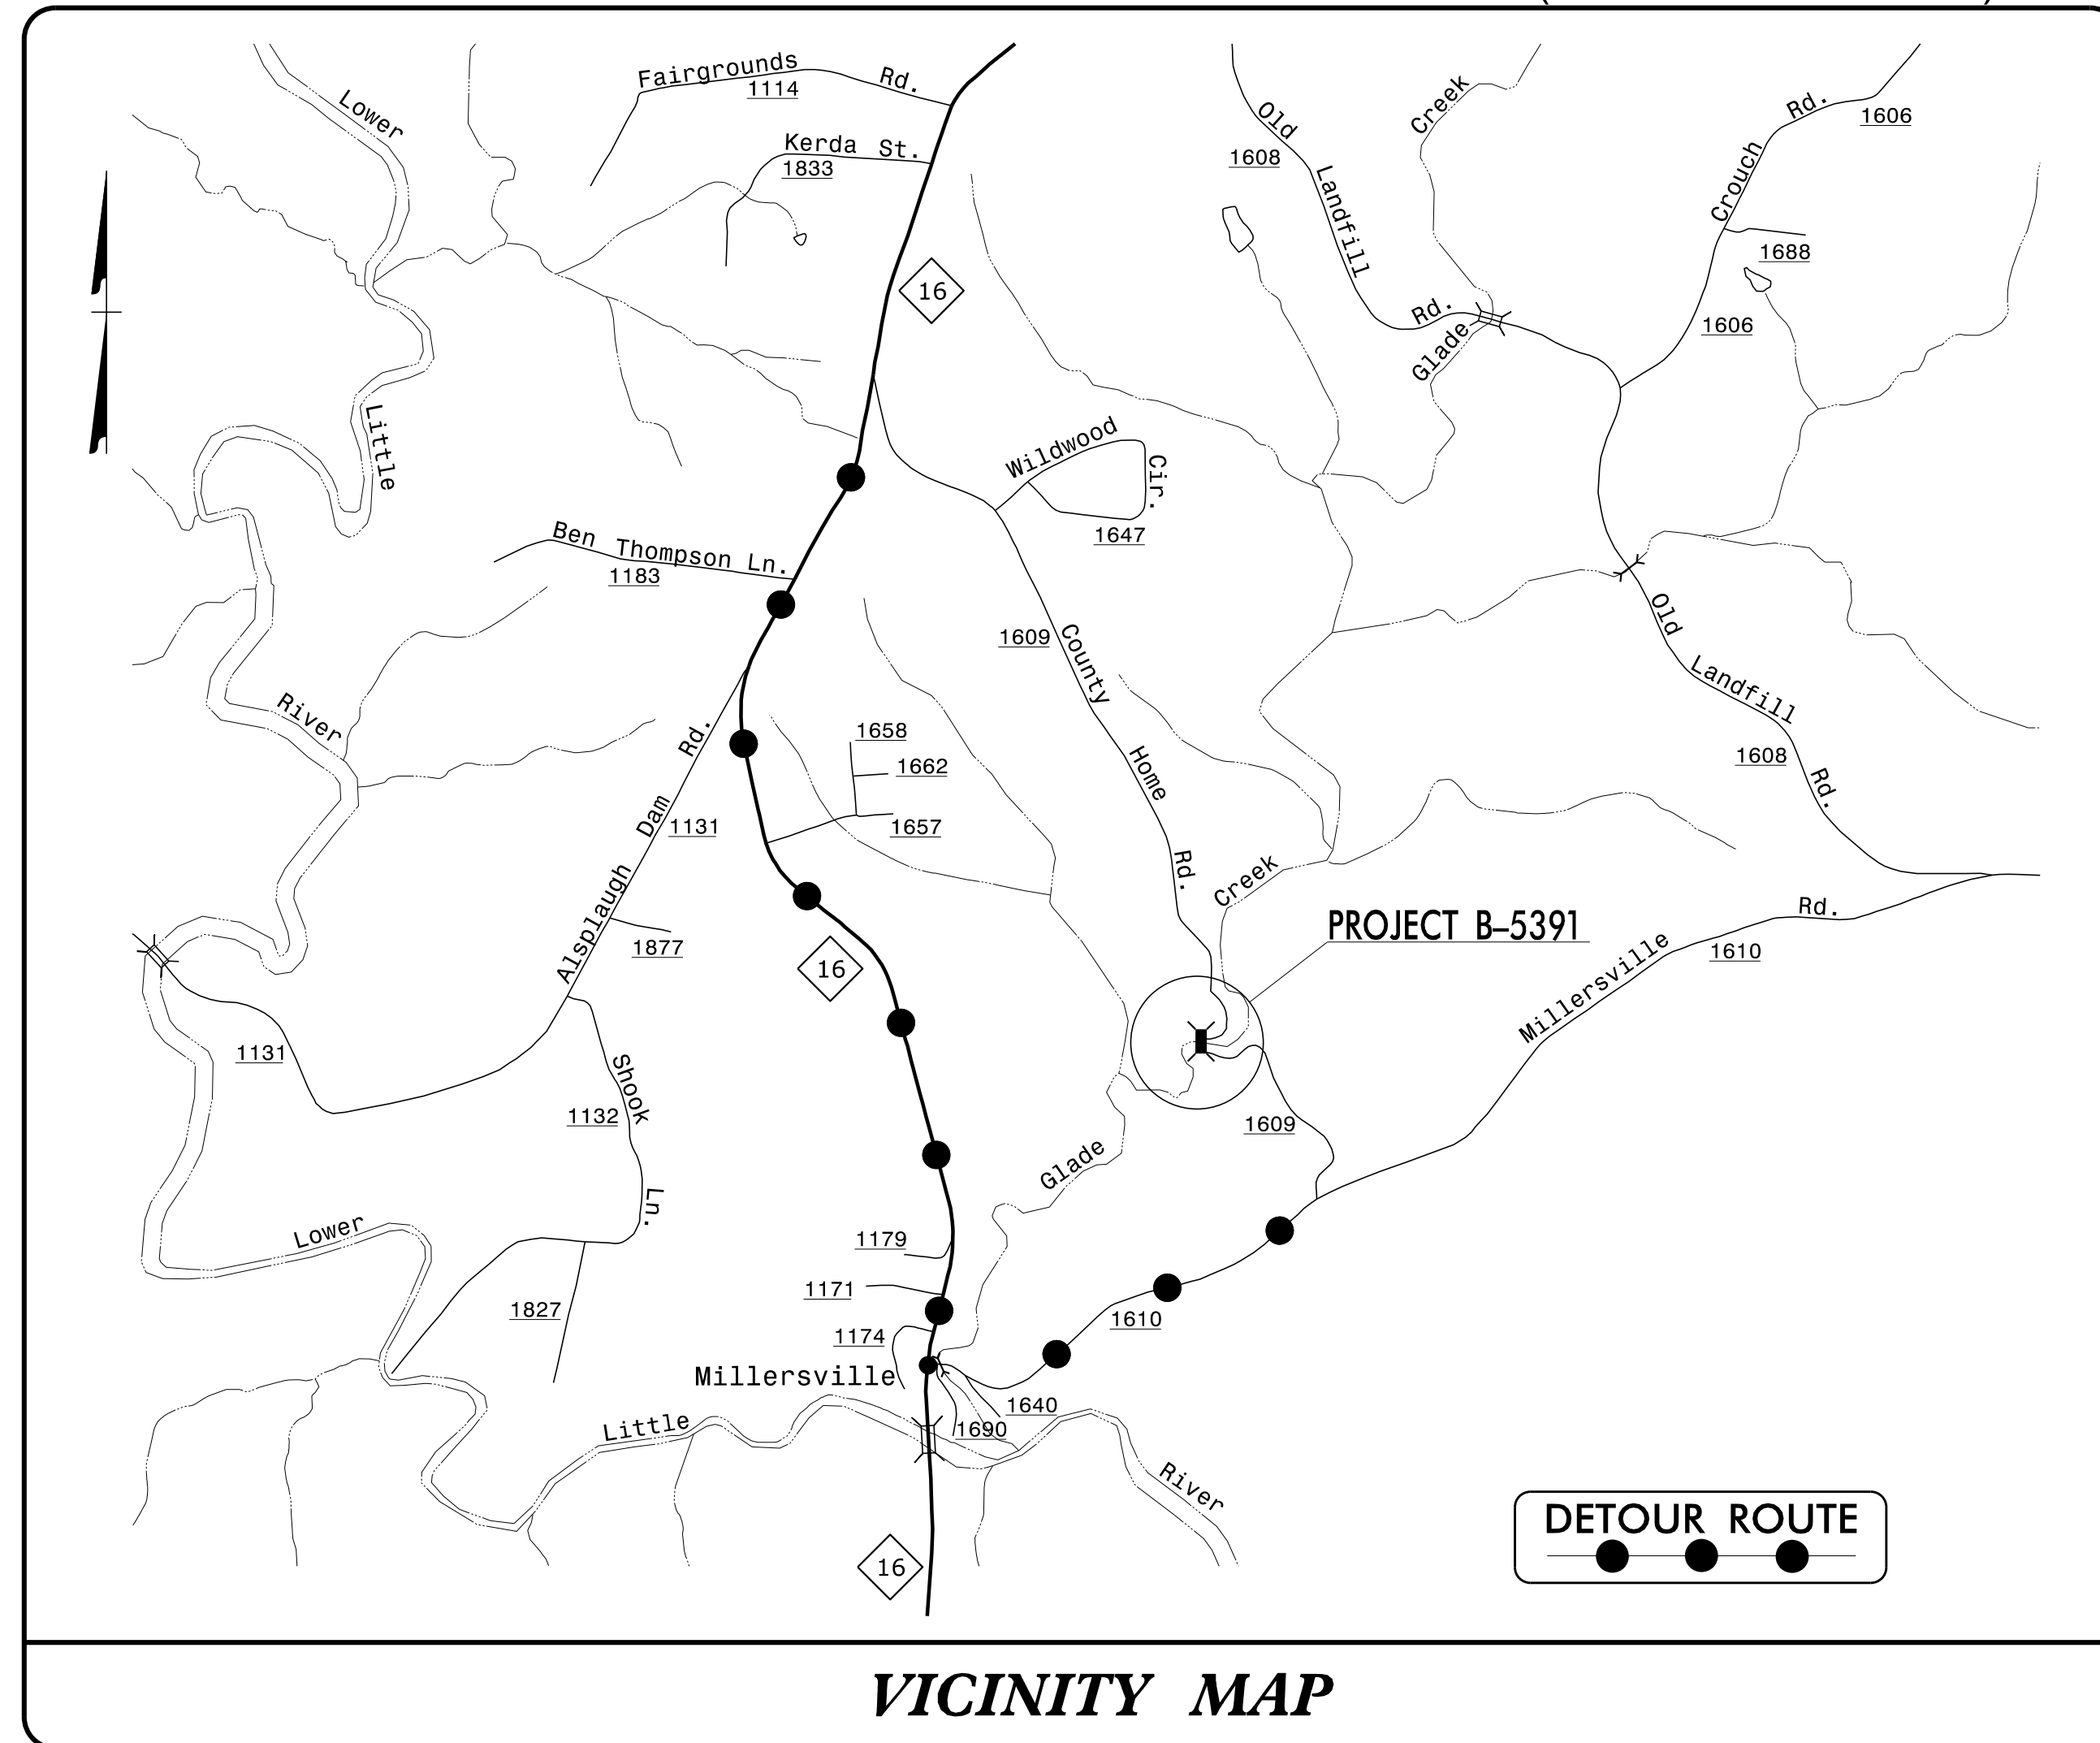 Fairgrounds Rd.
1114
Kerda St.
1833
Lower
Little
River
16
Old Landfill Rd.
1608
Creek
Glade
Crouch Rd.
1606
1688
1606
Wildwood Cir.
1647
Ben Thompson Ln.
1183
1609
County Home Rd.
Old Landfill Rd.
1608
1658
1662
1657
Alsplaugh Dam Rd.
1131
1877
16
Creek
PROJECT B-5391
Millersville Rd.
1610
1131
Shook Ln.
1132
1609
Glade
Lower
1827
1179
1171
1174
Millersville
1610
1640
1690
Little
River
16
DETOUR ROUTE
VICINITY MAP